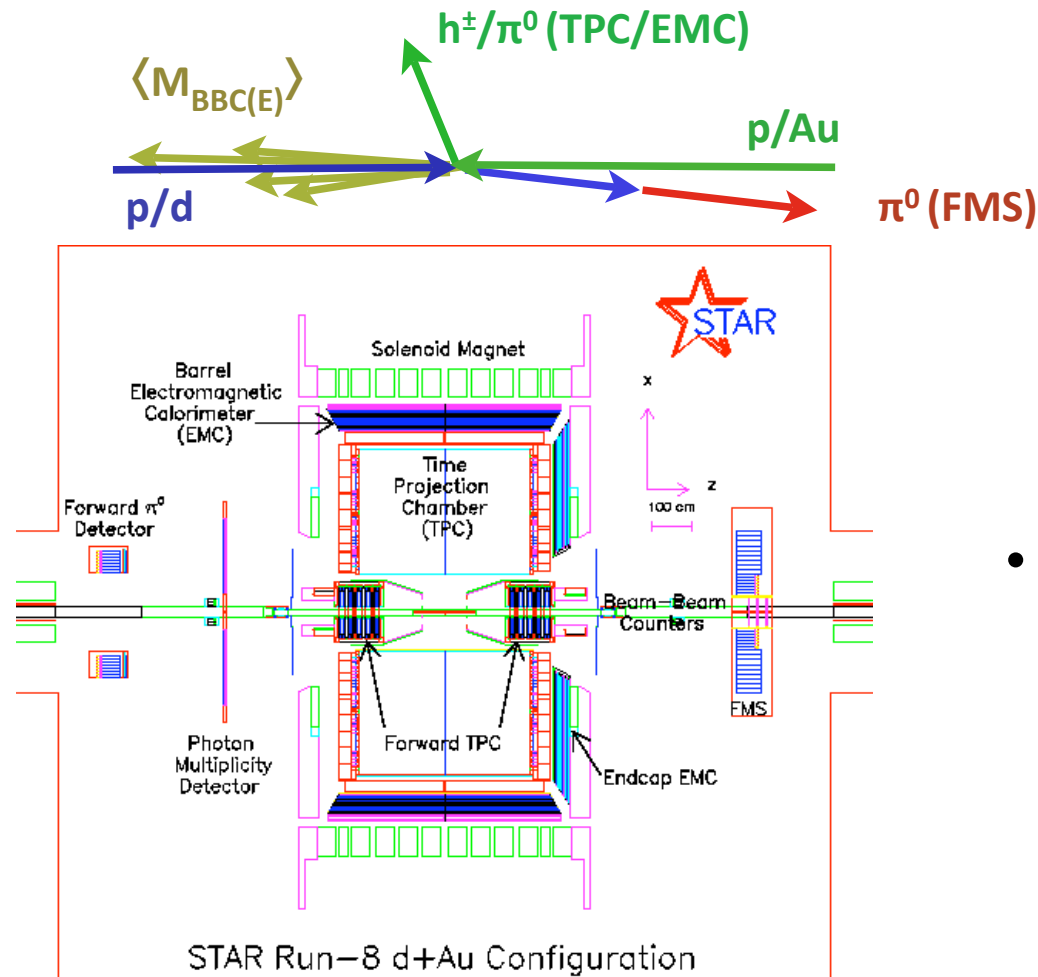 h±/π⁰ (TPC/EMC)
⟨M_BBC(E)⟩
p/Au
p/d
π⁰ (FMS)
STAR
Solenoid Magnet
Barrel
Electromagnetic
Calorimeter
(EMC)
x
z
100 cm
Time
Projection
Chamber
(TPC)
Forward π⁰
Detector
Beam-Beam
Counters
FMS
Photon
Multiplicity
Detector
Forward TPC
Endcap EMC
STAR Run-8 d+Au Configuration